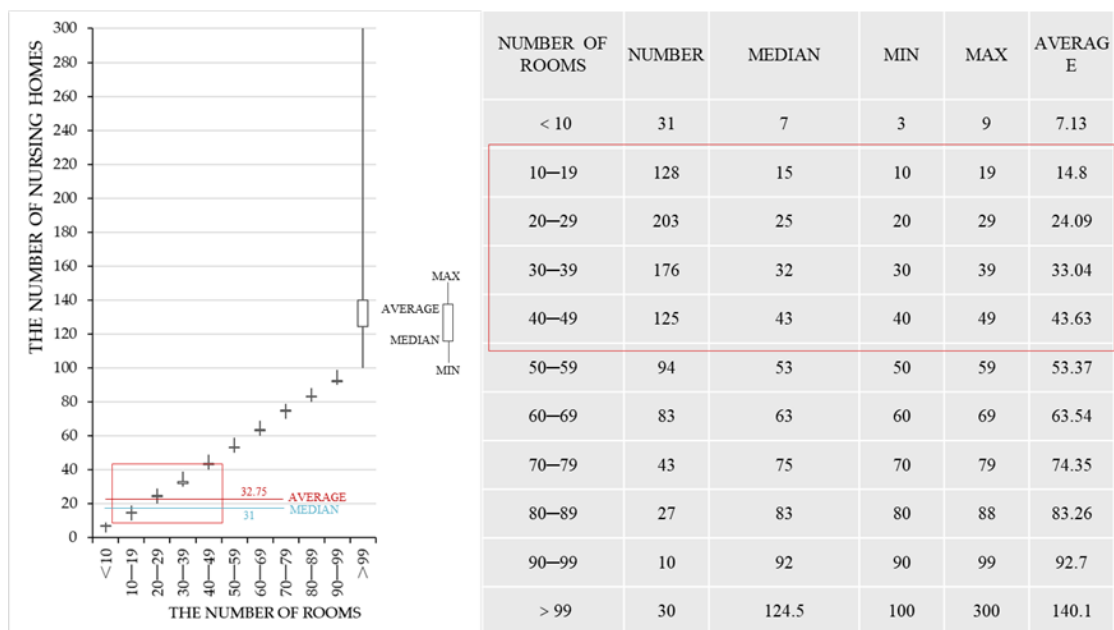 THE NUMBER OF NURSING HOMES
300
280
260
240
220
200
180
160
140
120
100
80
60
40
20
0
<10
10—19
20—29
30—39
40—49
50—59
60—69
70—79
80—89
90—99
>99
THE NUMBER OF ROOMS
32.75
AVERAGE
MEDIAN
31
MAX
AVERAGE
MEDIAN
MIN
NUMBER OF
ROOMS
NUMBER
MEDIAN
MIN
MAX
AVERAG
E
< 10 31 7 3 9 7.13
10—19 128 15 10 19 14.8
20—29 203 25 20 29 24.09
30—39 176 32 30 39 33.04
40—49 125 43 40 49 43.63
50—59 94 53 50 59 53.37
60—69 83 63 60 69 63.54
70—79 43 75 70 79 74.35
80—89 27 83 80 88 83.26
90—99 10 92 90 99 92.7
> 99 30 124.5 100 300 140.1